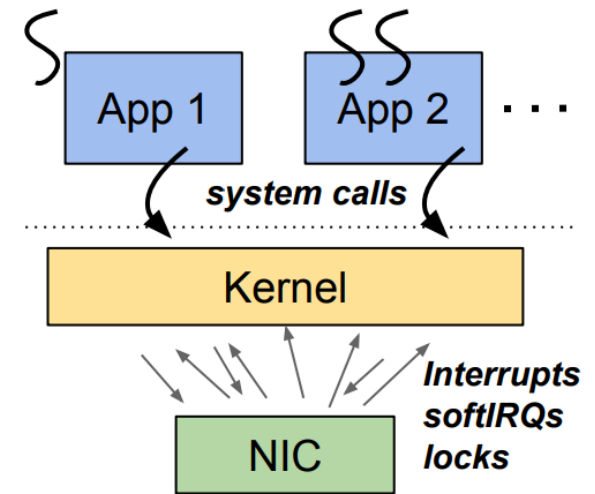 App 1
App 2
. . .
system calls
Kernel
Interrupts
softIRQs
locks
NIC